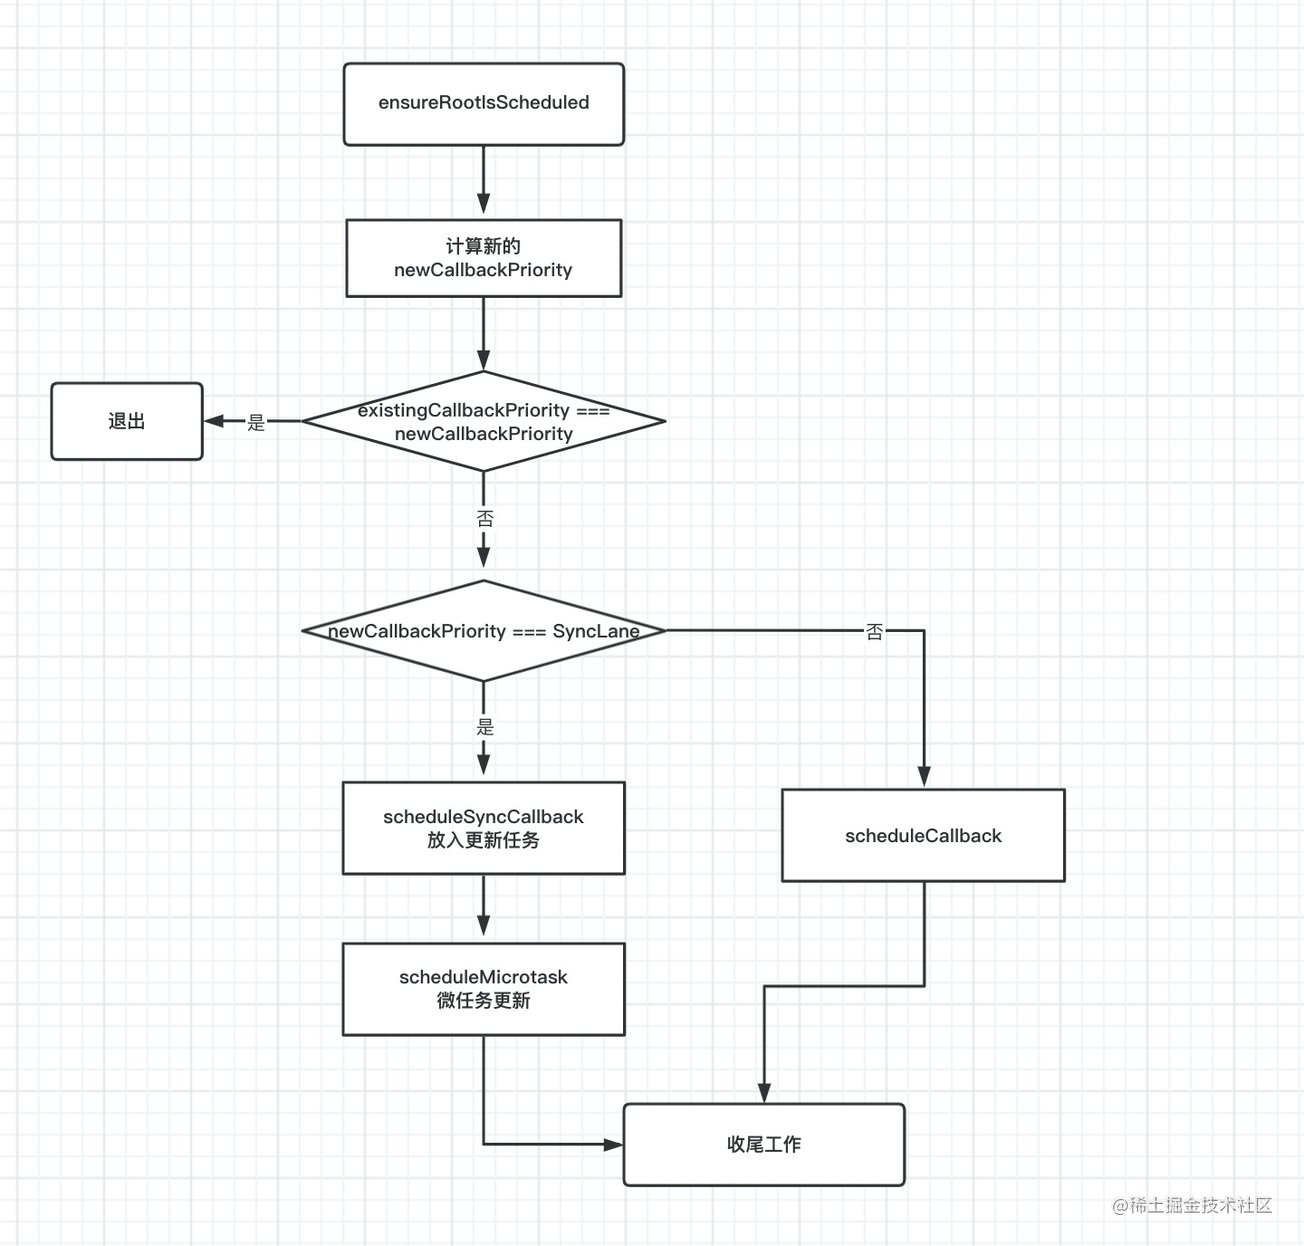 ensureRootIsScheduled
计算新的
newCallbackPriority
existingCallbackPriority ===
newCallbackPriority
是
退出
否
newCallbackPriority === SyncLane
否
是
scheduleSyncCallback
放入更新任务
scheduleCallback
scheduleMicrotask
微任务更新
收尾工作
@稀土掘金技术社区